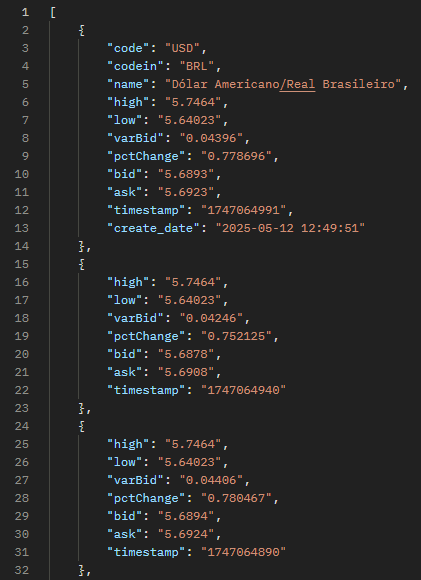 1 [
2 {
3 "code": "USD",
4 "codein": "BRL",
5 "name": "Dólar Americano/Real Brasileiro",
6 "high": "5.7464",
7 "low": "5.64023",
8 "varBid": "0.04396",
9 "pctChange": "0.778696",
10 "bid": "5.6893",
11 "ask": "5.6923",
12 "timestamp": "1747064991",
13 "create_date": "2025-05-12 12:49:51"
14 },
15 {
16 "high": "5.7464",
17 "low": "5.64023",
18 "varBid": "0.04246",
19 "pctChange": "0.752125",
20 "bid": "5.6878",
21 "ask": "5.6908",
22 "timestamp": "1747064940"
23 },
24 {
25 "high": "5.7464",
26 "low": "5.64023",
27 "varBid": "0.04406",
28 "pctChange": "0.780467",
29 "bid": "5.6894",
30 "ask": "5.6924",
31 "timestamp": "1747064890"
32 },